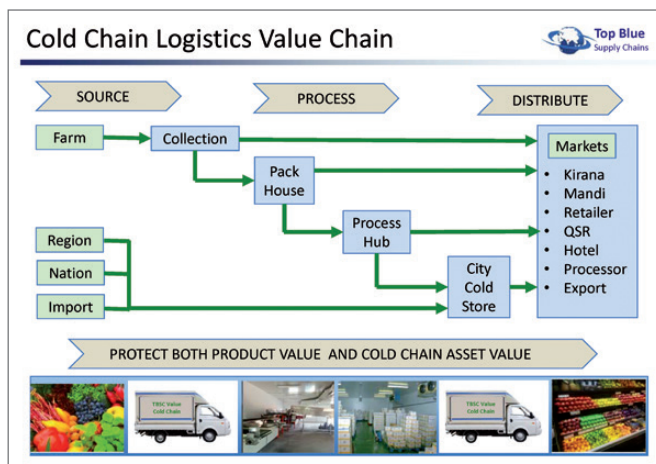 Cold Chain Logistics Value Chain
Top Blue
Supply Chains
SOURCE
PROCESS
DISTRIBUTE
Farm
Collection
Markets
Pack
House
• Kirana
• Mandi
• Retailer
• QSR
• Hotel
• Processor
• Export
Process
Hub
Region
Nation
Import
City
Cold
Store
PROTECT BOTH PRODUCT VALUE AND COLD CHAIN ASSET VALUE
TBSC Value
Cold Chain
TBSC Value
Cold Chain